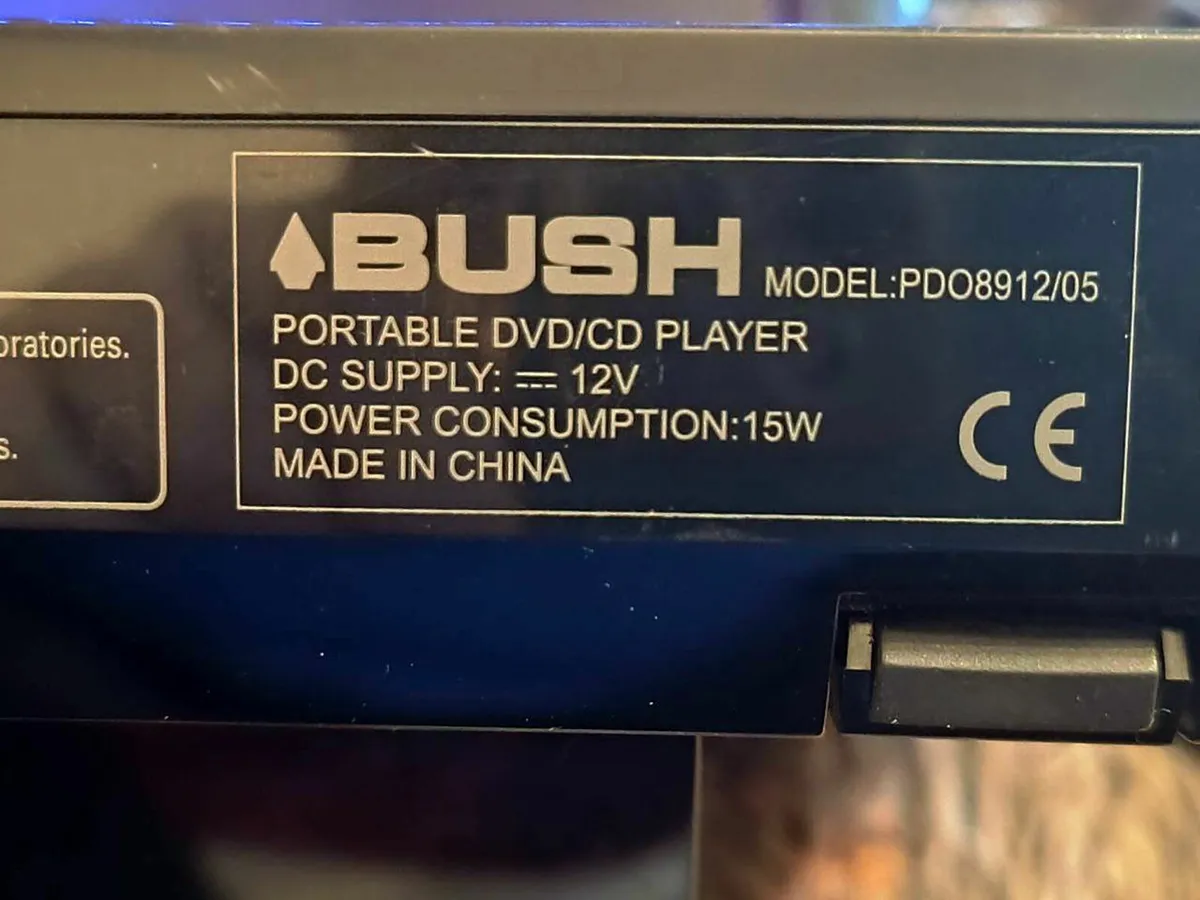 BUSH MODEL:PDO8912/05
PORTABLE DVD/CD PLAYER
DC SUPPLY: ⎓ 12V
POWER CONSUMPTION:15W
MADE IN CHINA
CE
oratories.
s.